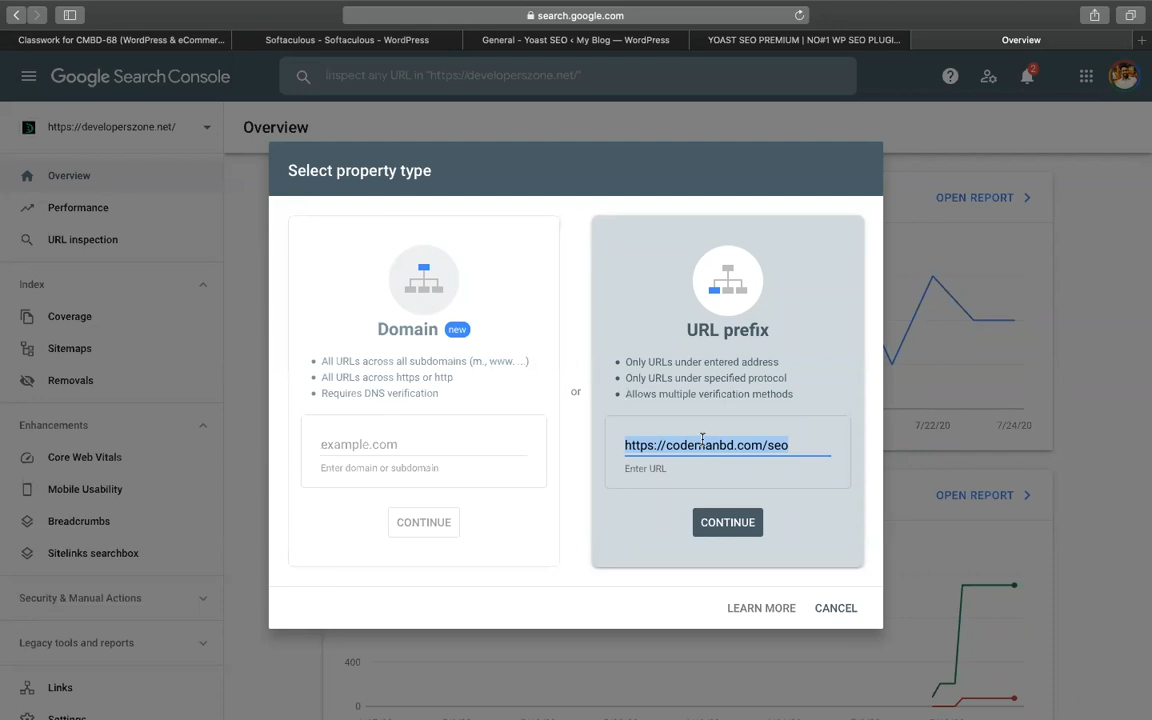 search.google.com
Classwork for CMBD-68 (WordPress & eCommer...
Softaculous - Softaculous - WordPress
General - Yoast SEO ‹ My Blog — WordPress
YOAST SEO PREMIUM | NO#1 WP SEO PLUGI...
Overview
Google Search Console
Inspect any URL in "https://developerszone.net/"
2
https://developerszone.net/
Overview
Overview
Performance
URL inspection
Index
Coverage
Sitemaps
Removals
Enhancements
Core Web Vitals
Mobile Usability
Breadcrumbs
Sitelinks searchbox
Security & Manual Actions
Legacy tools and reports
Links
Settings
Select property type
Domain new
All URLs across all subdomains (m., www. ...)
All URLs across https or http
Requires DNS verification
example.com
Enter domain or subdomain
CONTINUE
or
URL prefix
Only URLs under entered address
Only URLs under specified protocol
Allows multiple verification methods
https://codemanbd.com/seo
Enter URL
CONTINUE
LEARN MORE
CANCEL
OPEN REPORT
7/22/20
7/24/20
OPEN REPORT
400
0